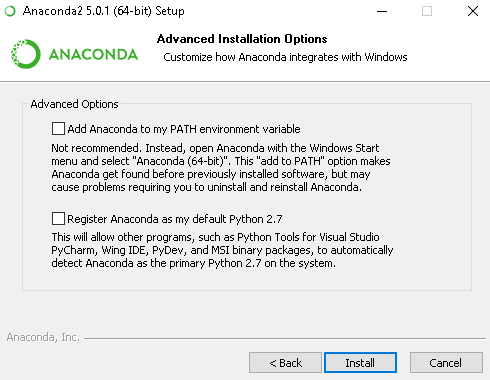 Anaconda2 5.0.1 (64-bit) Setup
Advanced Installation Options
Customize how Anaconda integrates with Windows
ANACONDA
Advanced Options
Add Anaconda to my PATH environment variable
Not recommended. Instead, open Anaconda with the Windows Start
menu and select "Anaconda (64-bit)". This "add to PATH" option makes
Anaconda get found before previously installed software, but may
cause problems requiring you to uninstall and reinstall Anaconda.
Register Anaconda as my default Python 2.7
This will allow other programs, such as Python Tools for Visual Studio
PyCharm, Wing IDE, PyDev, and MSI binary packages, to automatically
detect Anaconda as the primary Python 2.7 on the system.
Anaconda, Inc.
< Back
Install
Cancel